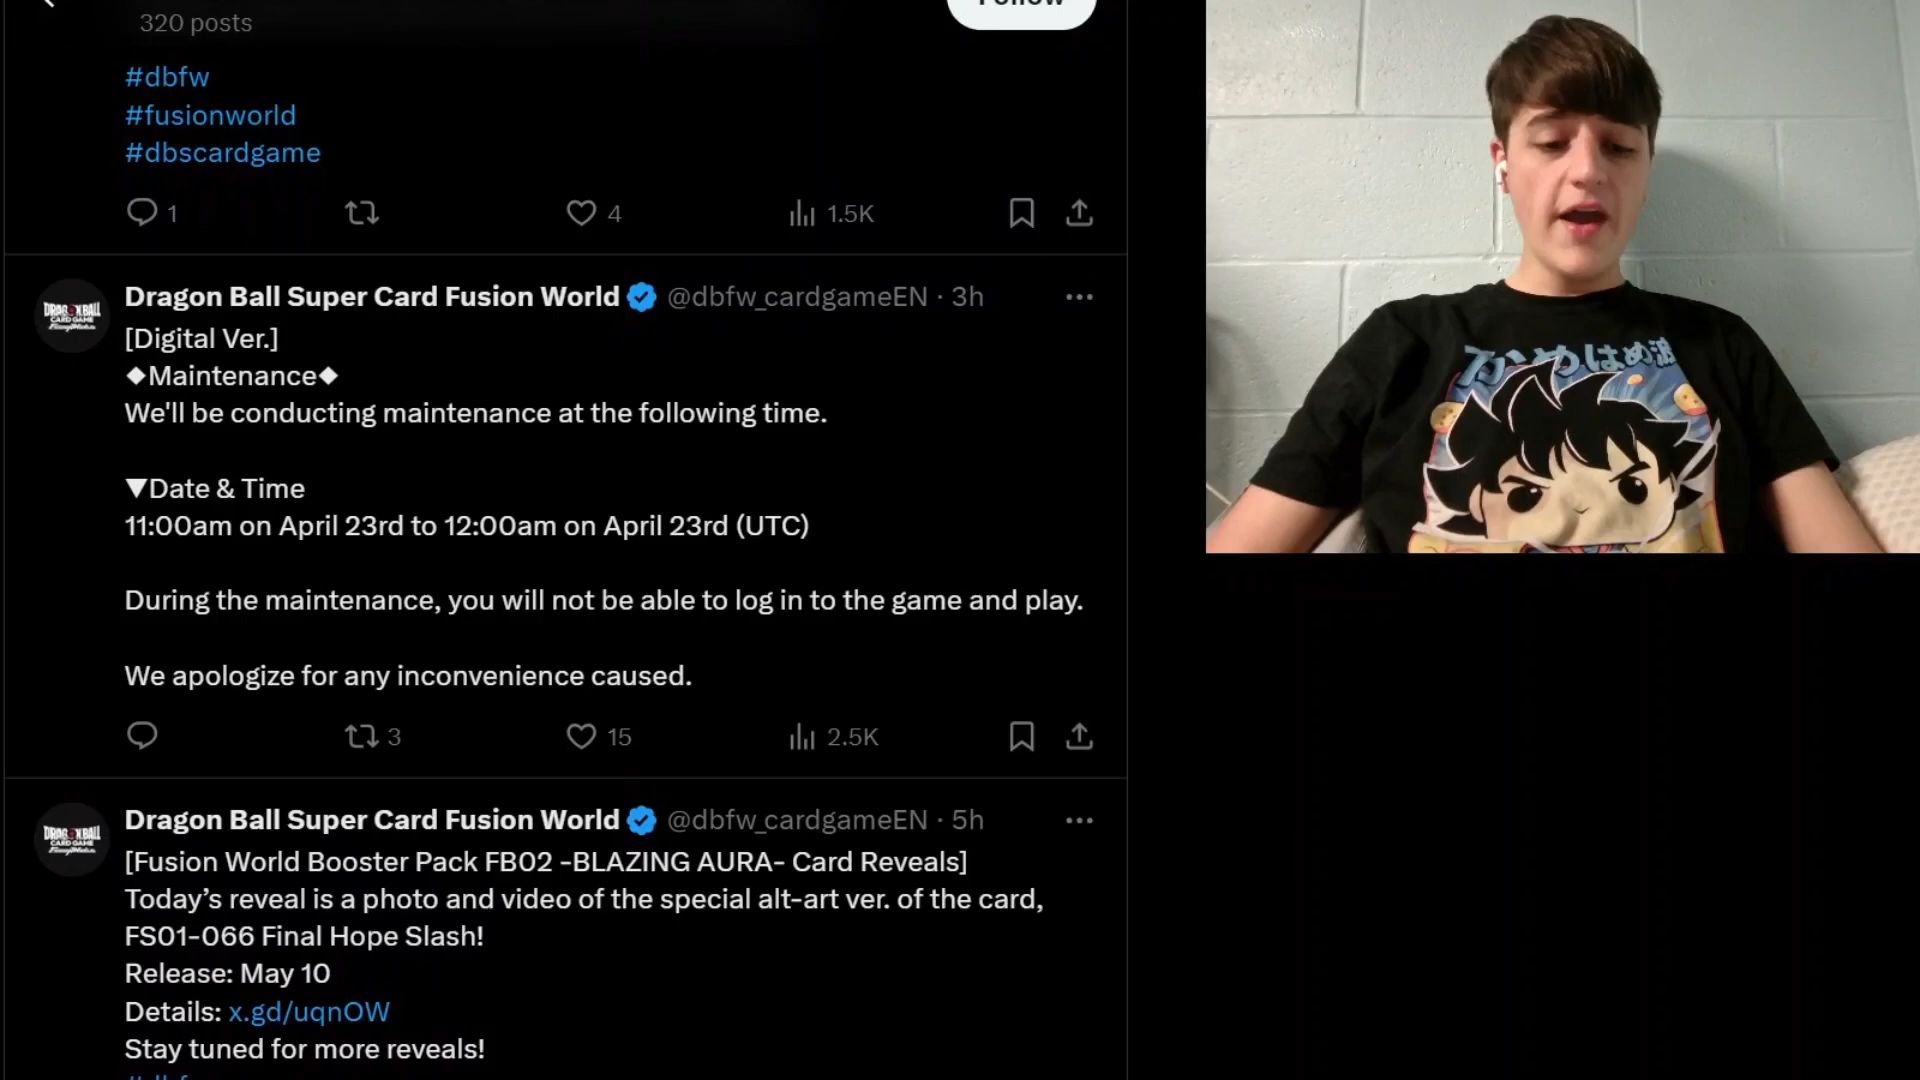 Follow
320 posts
#dbfw
#fusionworld
#dbscardgame
1
4
1.5K
Dragon Ball Super Card Fusion World @dbfw_cardgameEN · 3h
[Digital Ver.]
◆Maintenance◆
We'll be conducting maintenance at the following time.
▼Date & Time
11:00am on April 23rd to 12:00am on April 23rd (UTC)
During the maintenance, you will not be able to log in to the game and play.
We apologize for any inconvenience caused.
3
15
2.5K
Dragon Ball Super Card Fusion World @dbfw_cardgameEN · 5h
[Fusion World Booster Pack FB02 -BLAZING AURA- Card Reveals]
Today’s reveal is a photo and video of the special alt-art ver. of the card,
FS01-066 Final Hope Slash!
Release: May 10
Details: x.gd/uqnOW
Stay tuned for more reveals!
かめはめ波